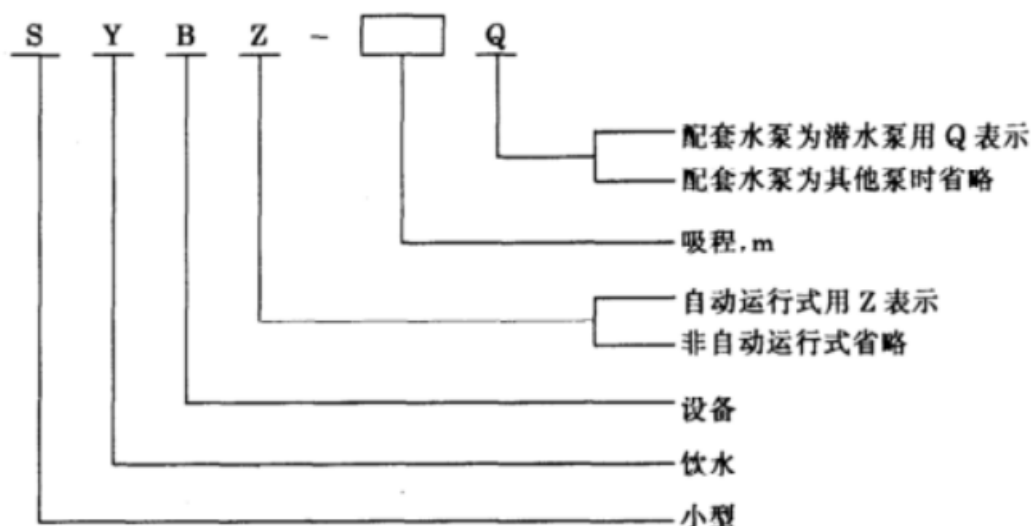 S Y B Z - Q
配套水泵为潜水泵用 Q 表示
配套水泵为其他泵时省略
吸程,m
自动运行式用 Z 表示
非自动运行式省略
设备
饮水
小型